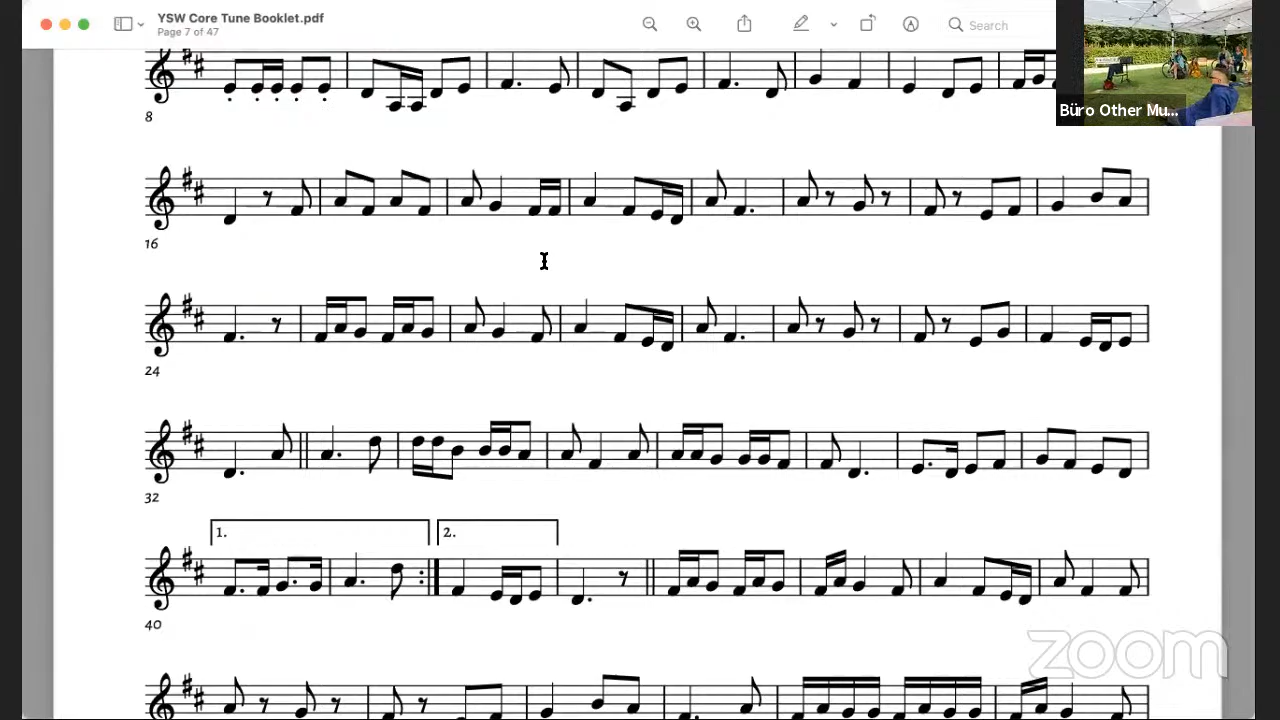 YSW Core Tune Booklet.pdf
Page 7 of 47
Search
Büro Other Mu...
8
16
24
32
1.
2.
40
zoom